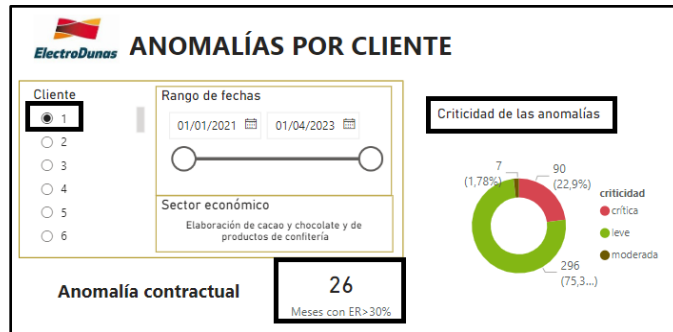 ElectroDunas
ANOMALÍAS POR CLIENTE
Cliente
1
2
3
4
5
6
Rango de fechas
01/01/2021 01/04/2023
Sector económico
Elaboración de cacao y chocolate y de
productos de confitería
Anomalía contractual
26
Meses con ER>30%
Criticidad de las anomalías
7
(1,78%)
90
(22,9%)
296
(75,3...)
criticidad
crítica
leve
moderada